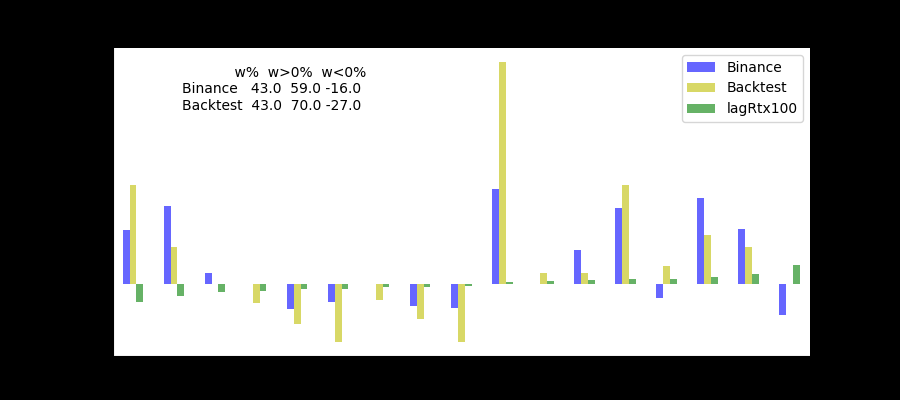 w% w>0% w<0%
Binance 43.0 59.0 -16.0
Backtest 43.0 70.0 -27.0
Binance
Backtest
lagRtx100